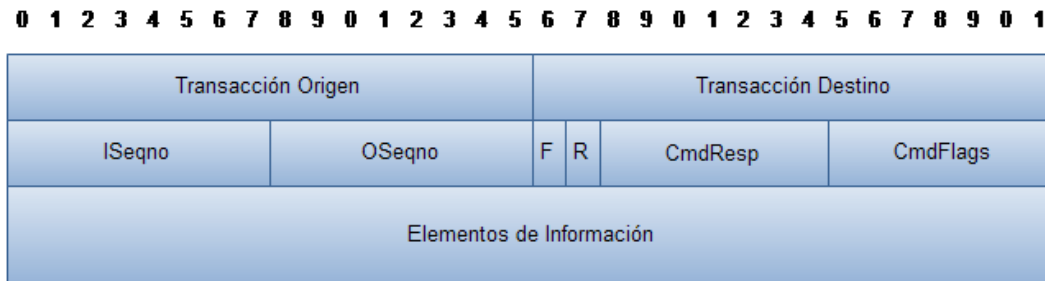 0 1 2 3 4 5 6 7 8 9 0 1 2 3 4 5 6 7 8 9 0 1 2 3 4 5 6 7 8 9 0 1
Transacción Origen Transacción Destino
ISeqno OSeqno F R CmdResp CmdFlags
Elementos de Información